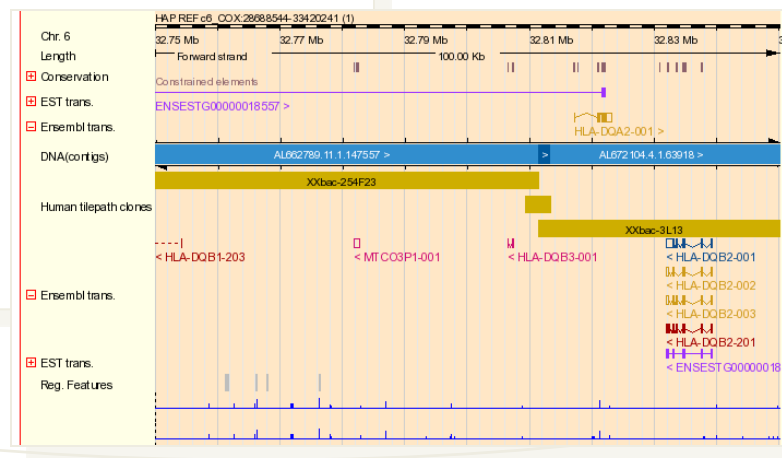 HAP REF c6_COX:28688544-33420241 (1)
Chr. 6
32.75 Mb 32.77 Mb 32.79 Mb 32.81 Mb 32.83 Mb
Length
Forward strand 100.00 Kb
Conservation
Constrained elements
EST trans.
ENSESTG00000018557 >
Ensembl trans.
HLA-DQA2-001 >
DNA(contigs)
AL662789.11.1.147557 > > AL672104.4.1.63918 >
XXbac-254F23
Human tilepath clones
XXbac-3L13
< HLA-DQB1-203 < MTCO3P1-001 < HLA-DQB3-001 < HLA-DQB2-001
< HLA-DQB2-002
Ensembl trans.
< HLA-DQB2-003
< HLA-DQB2-201
EST trans.
< ENSESTG00000018
Reg. Features